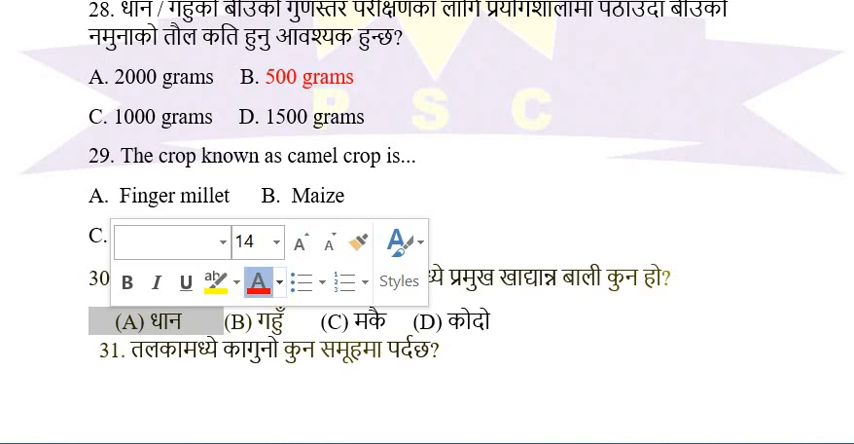 28. धान / गहुँको बीउको गुणस्तर परीक्षणका लागि प्रयोगशालामा पठाउँदा बीउको
नमुनाको तौल कति हुनु आवश्यक हुन्छ?
A. 2000 grams B. 500 grams
P S C
C. 1000 grams D. 1500 grams
29. The crop known as camel crop is...
A. Finger millet B. Maize
C.
14 A A A
30 ध्ये प्रमुख खाद्यान्न बाली कुन हो?
B I U ab A Styles
(A) धान (B) गहुँ (C) मकै (D) कोदो
31. तलकामध्ये कागुनो कुन समूहमा पर्दछ?